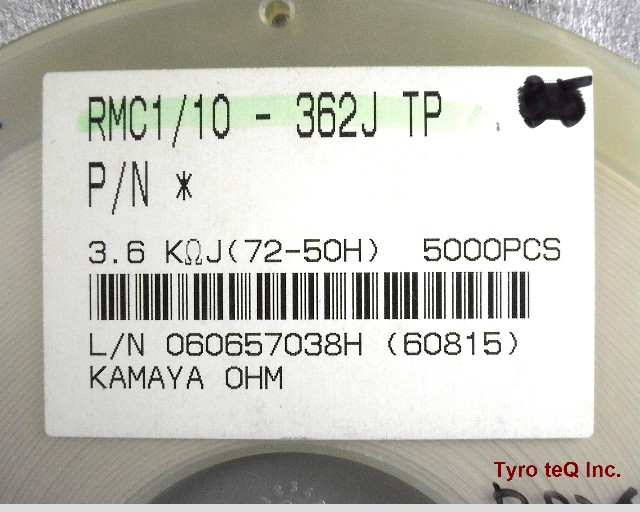 RMC1/10 - 362J TP
P/N *
3.6 KΩJ(72-50H) 5000PCS
L/N 060657038H (60815)
KAMAYA OHM
Tyro teQ Inc.